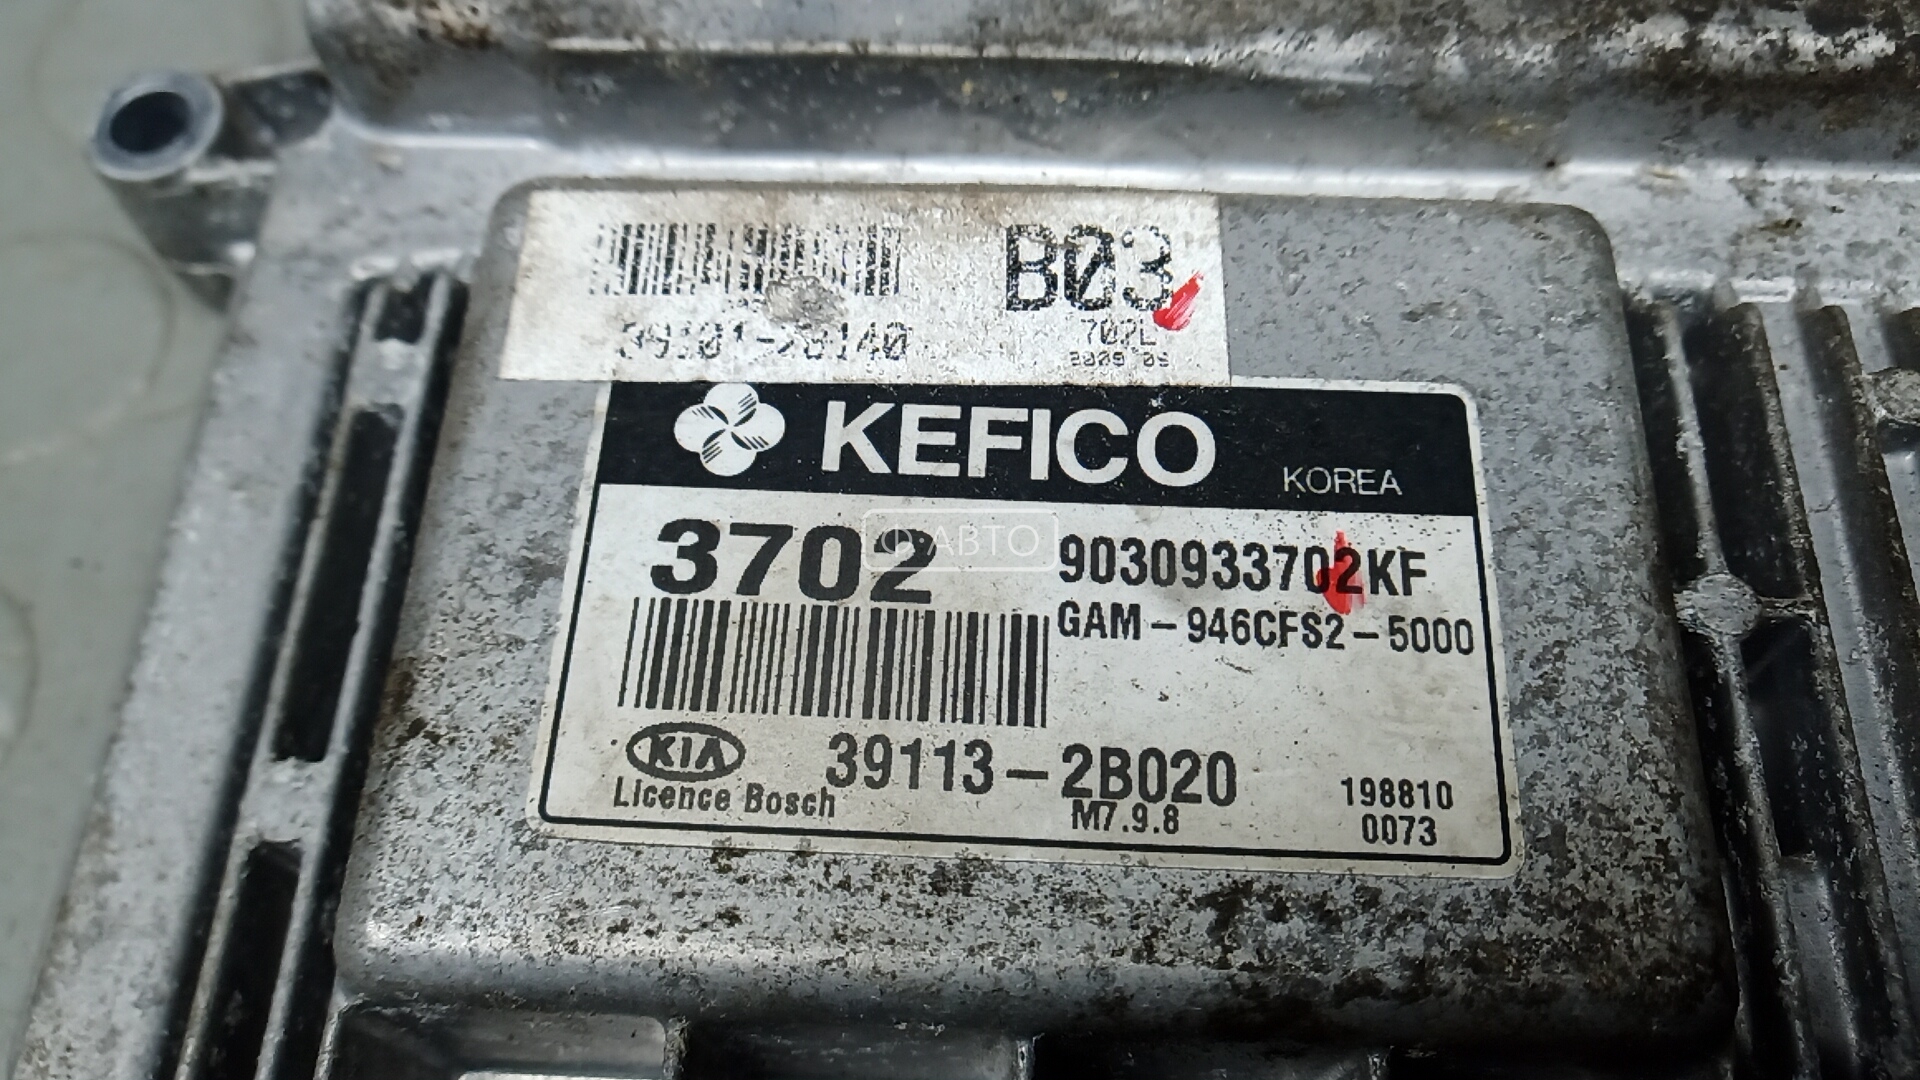 B03
39101-2B140
702L
KEFICO
KOREA
3702
9030933702KF
GAM-946CFS2-5000
АВТО
KIA
39113-2B020
Licence Bosch
M7.9.8
198810
0073